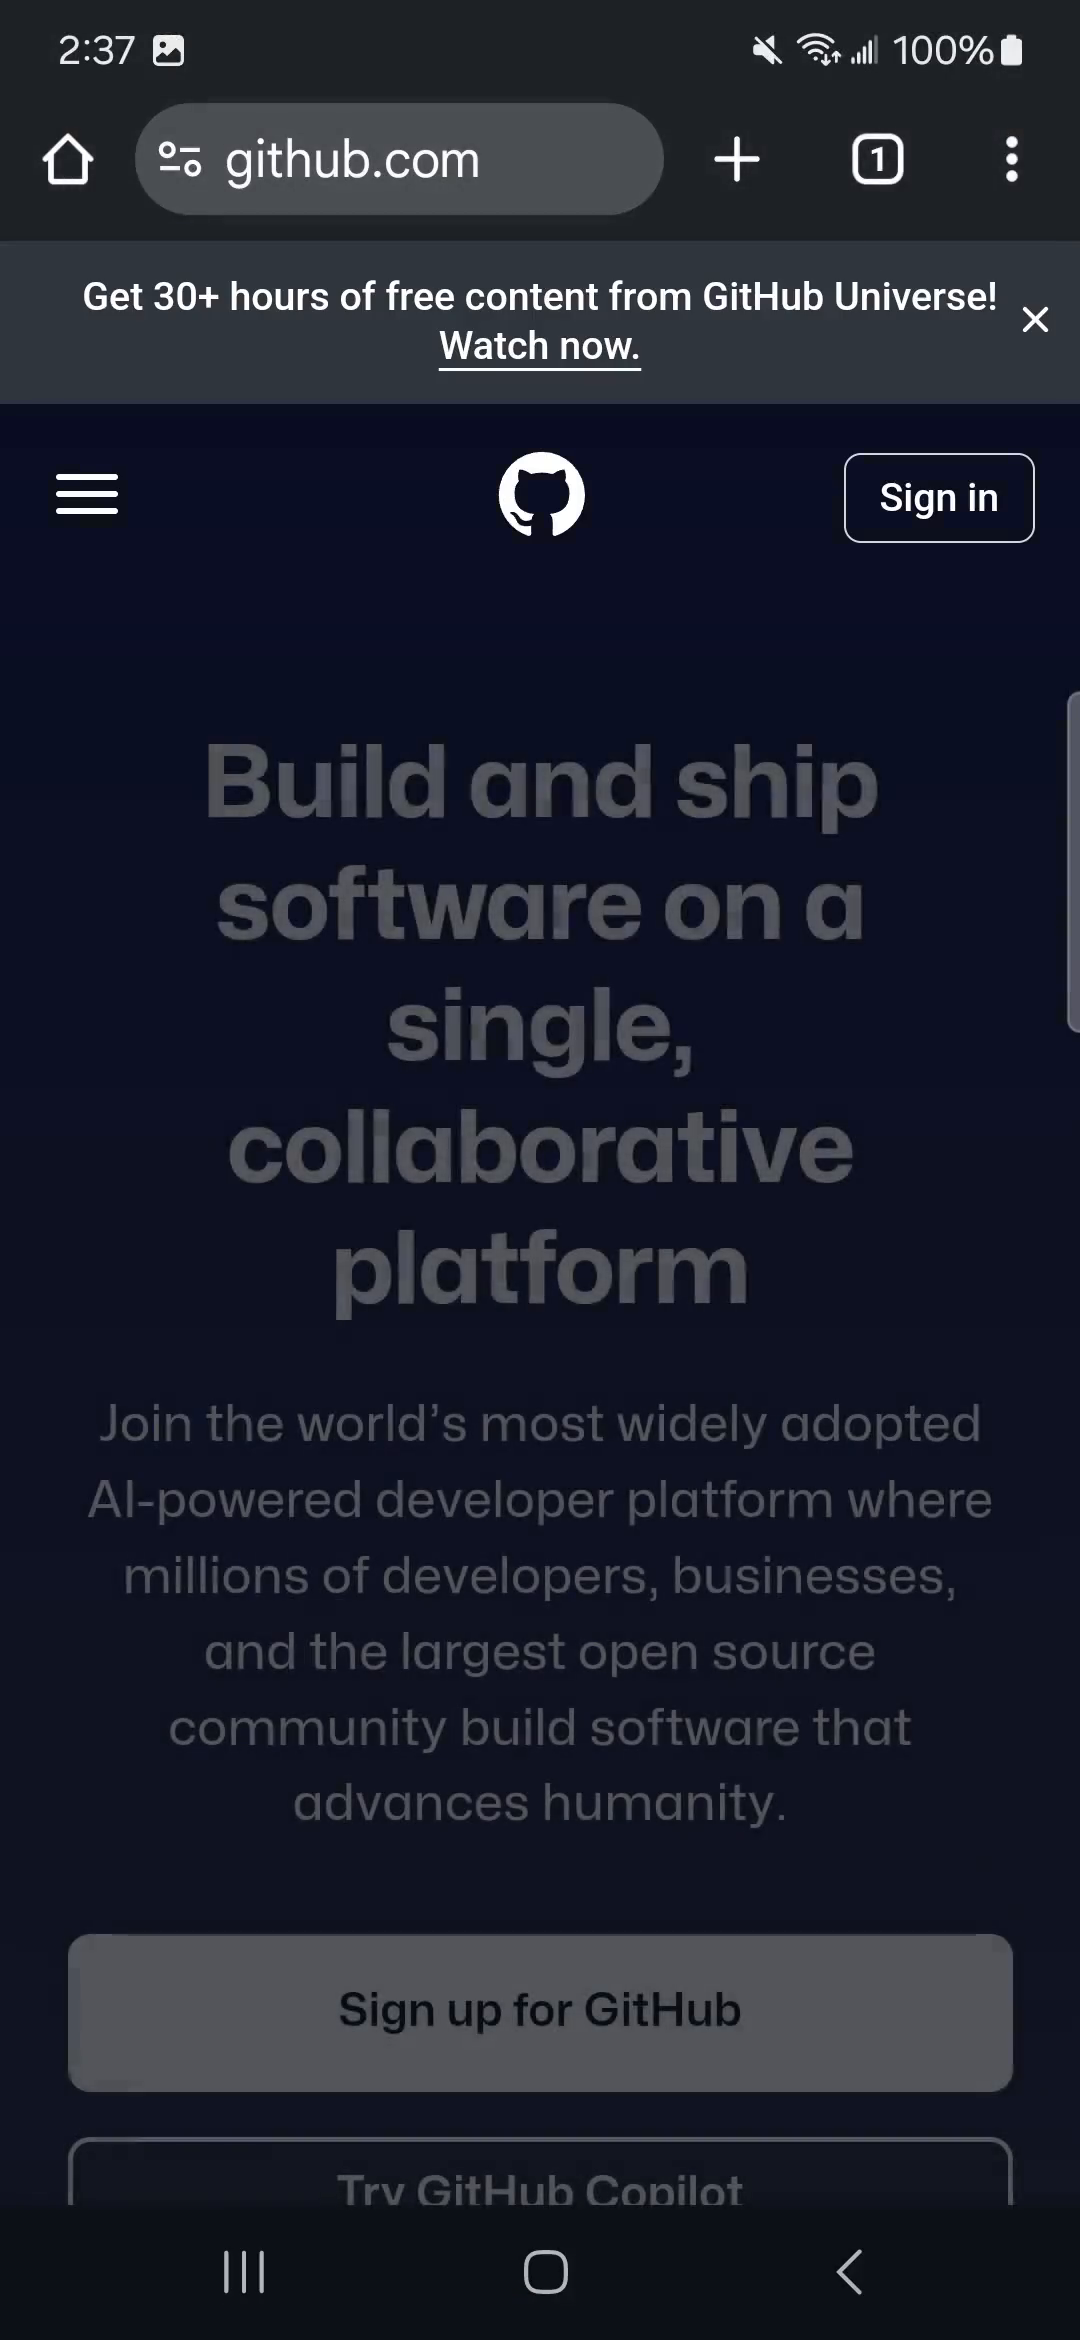 2:37
100%
github.com
1
Get 30+ hours of free content from GitHub Universe!
Watch now.
Sign in
Build and ship
software on a
single,
collaborative
platform
Join the world’s most widely adopted
AI-powered developer platform where
millions of developers, businesses,
and the largest open source
community build software that
advances humanity.
Sign up for GitHub
Try GitHub Copilot